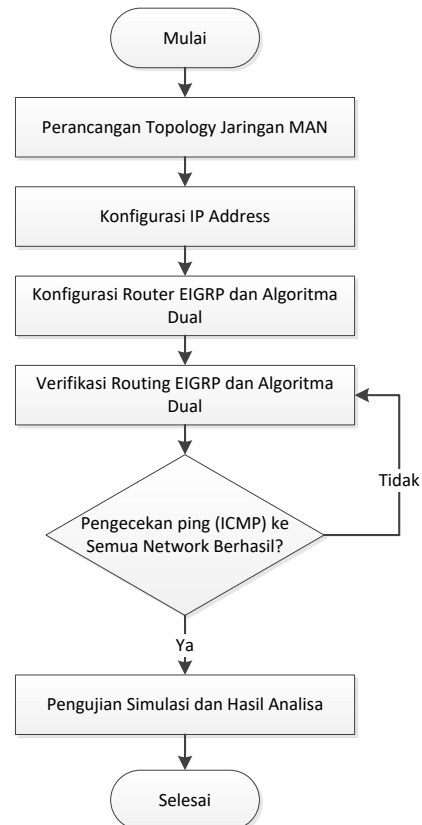 Mulai
Perancangan Topology Jaringan MAN
Konfigurasi IP Address
Konfigurasi Router EIGRP dan Algoritma
Dual
Verifikasi Routing EIGRP dan Algoritma
Dual
Tidak
Pengecekan ping (ICMP) ke
Semua Network Berhasil?
Ya
Pengujian Simulasi dan Hasil Analisa
Selesai